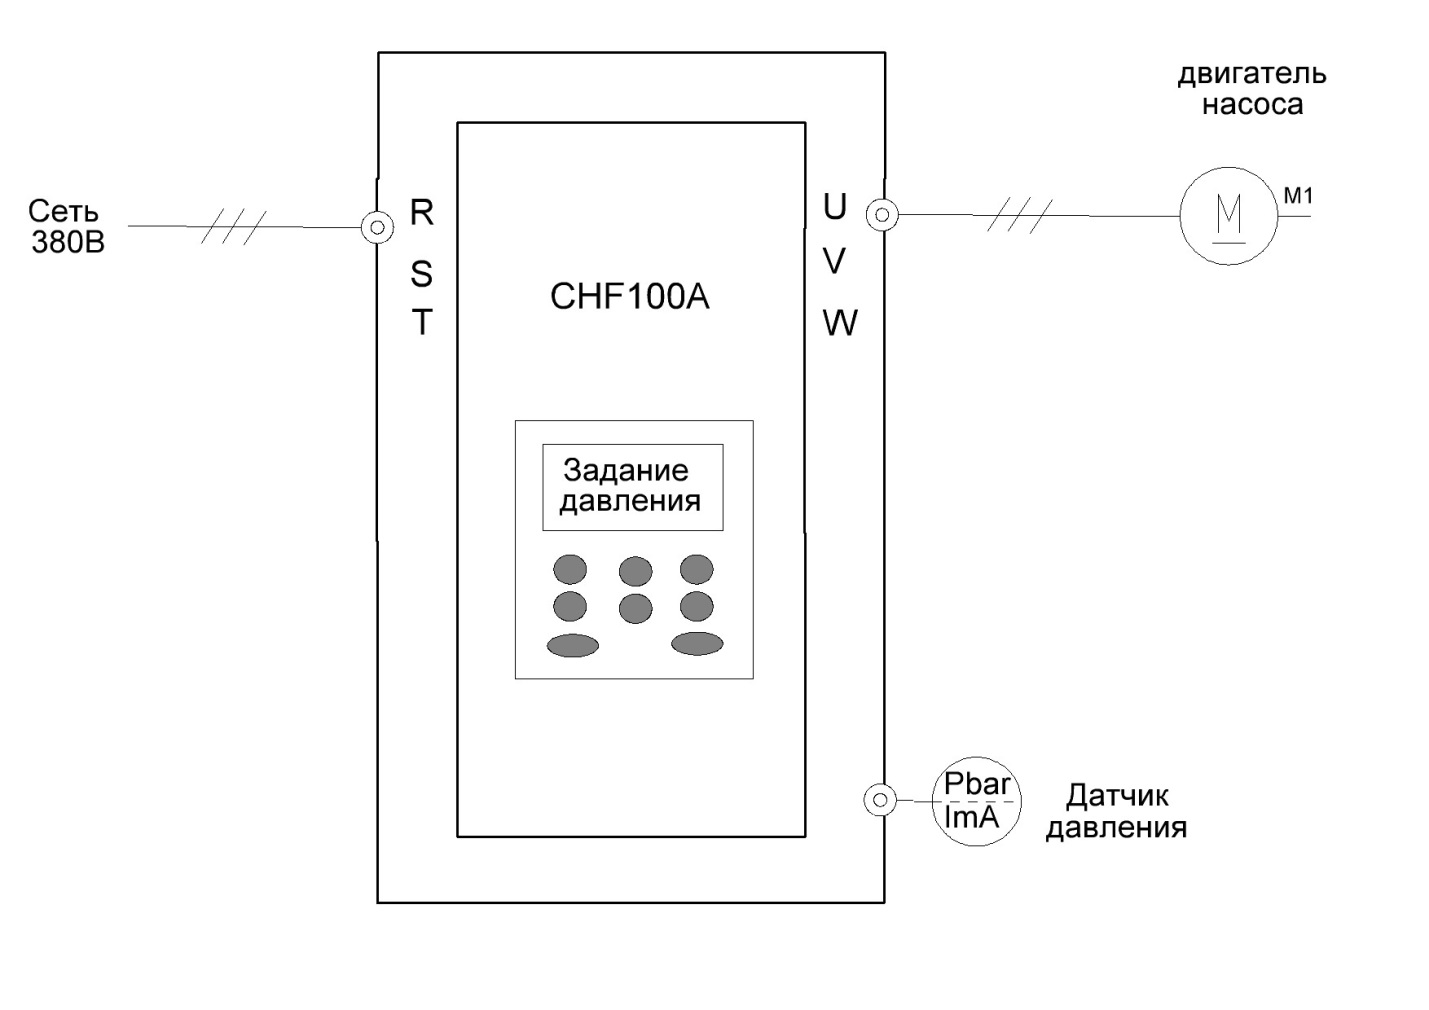 двигатель
насоса
Сеть
380В
R
S
T
U
V
W
M
M1
CHF100A
Задание
давления
Pbar
ImA
Датчик
давления